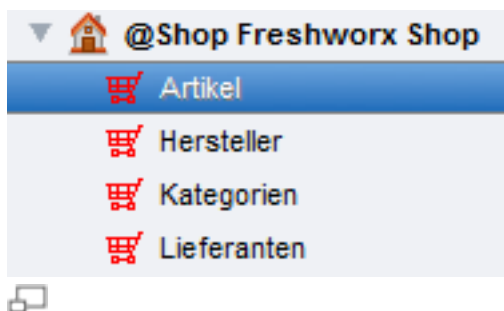 @Shop Freshworx Shop
Artikel
Hersteller
Kategorien
Lieferanten